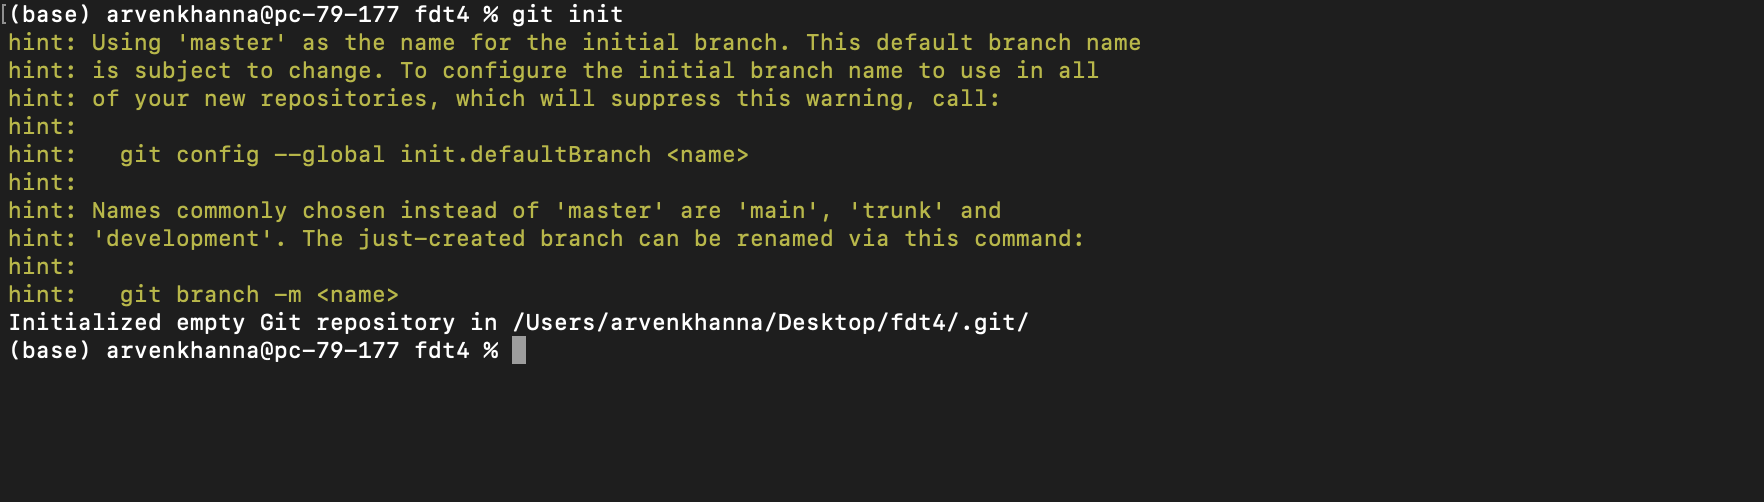 [(base) arvenkhanna@pc-79-177 fdt4 % git init
hint: Using 'master' as the name for the initial branch. This default branch name
hint: is subject to change. To configure the initial branch name to use in all
hint: of your new repositories, which will suppress this warning, call:
hint:
hint:   git config --global init.defaultBranch <name>
hint:
hint: Names commonly chosen instead of 'master' are 'main', 'trunk' and
hint: 'development'. The just-created branch can be renamed via this command:
hint:
hint:   git branch -m <name>
Initialized empty Git repository in /Users/arvenkhanna/Desktop/fdt4/.git/
(base) arvenkhanna@pc-79-177 fdt4 %